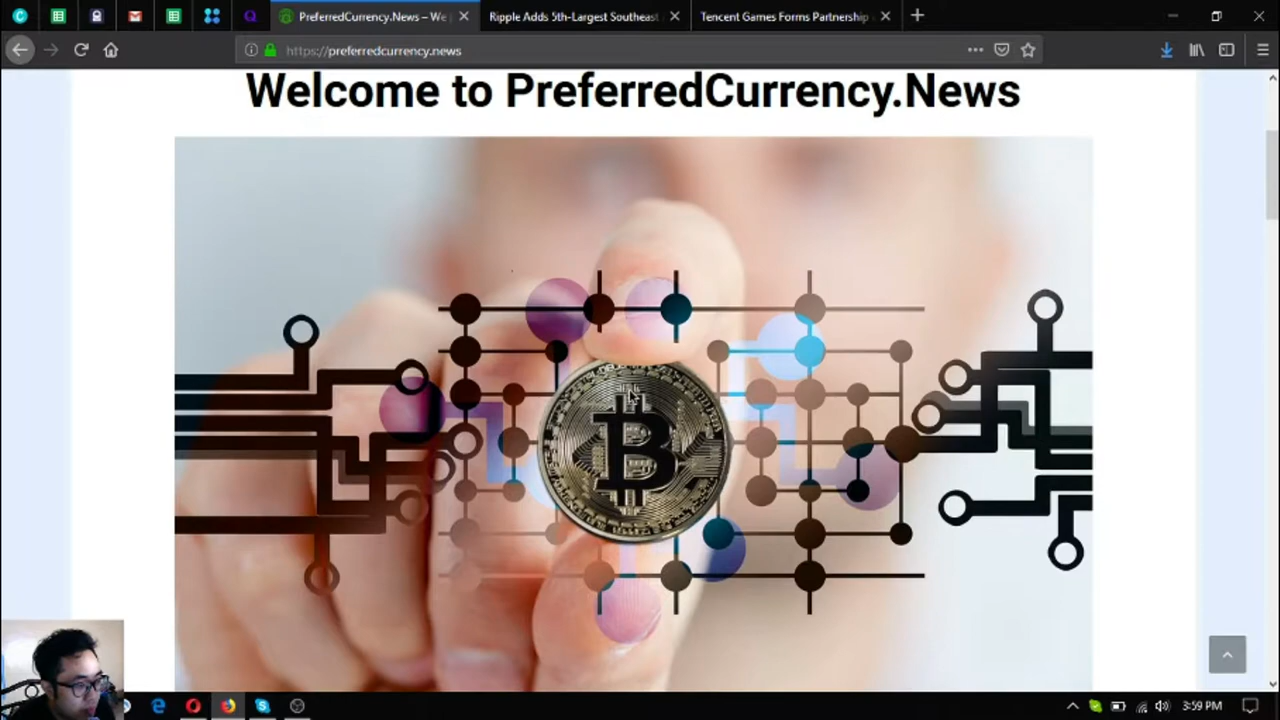 PreferredCurrency.News – We
Ripple Adds 5th-Largest Southeast
Tencent Games Forms Partnership
https://preferredcurrency.news
Welcome to PreferredCurrency.News
B
3:59 PM